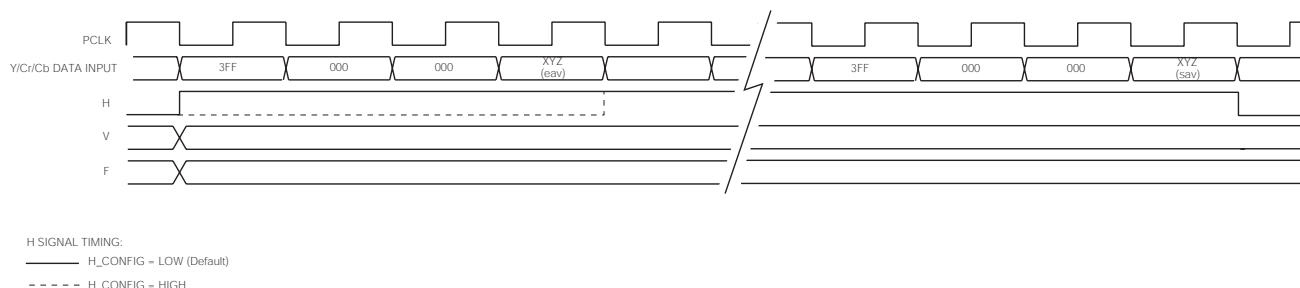 PCLK
Y/Cr/Cb DATA INPUT 3FF 000 000 XYZ (eav) 3FF 000 000 XYZ (sav)
H
V
F
H SIGNAL TIMING:
H_CONFIG = LOW (Default)
H_CONFIG = HIGH